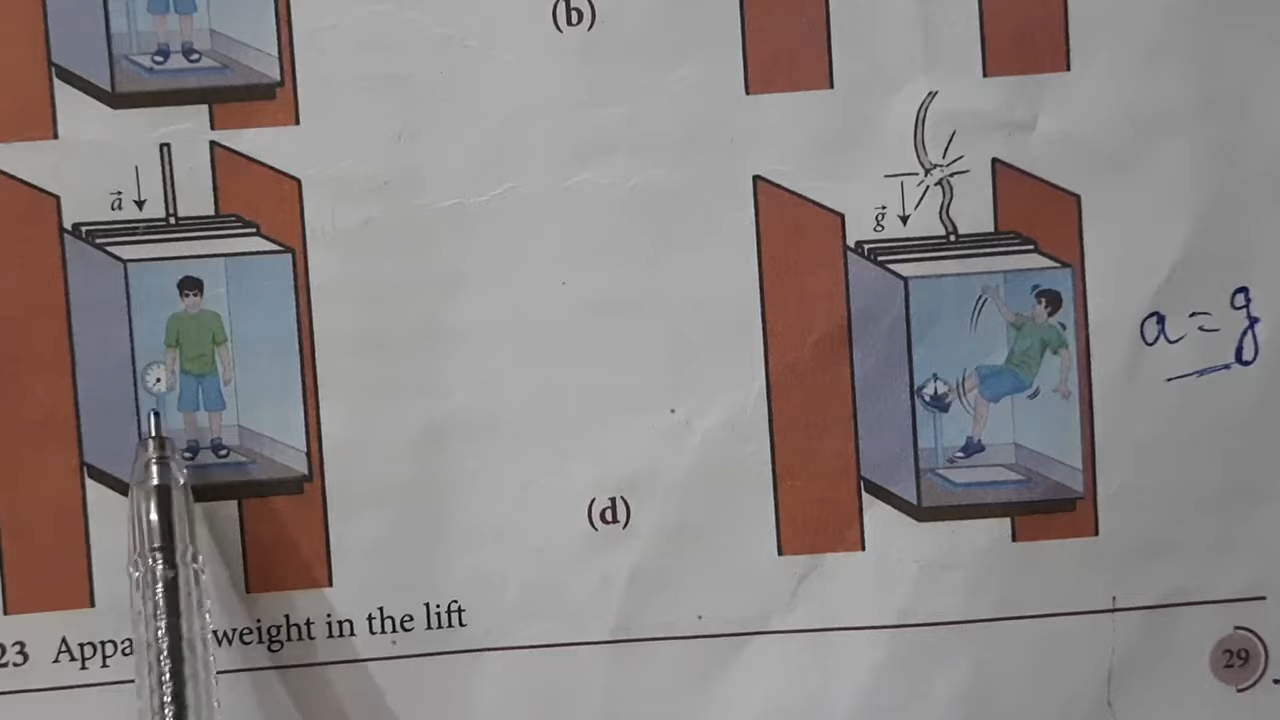 (b)
a⃗
g⃗
a = g
(d)
23 Appa weight in the lift
29